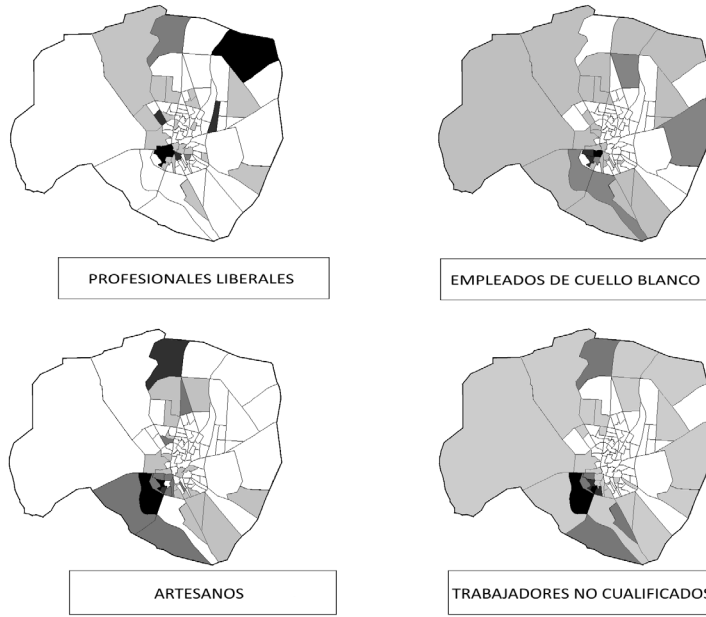 PROFESIONALES LIBERALES
EMPLEADOS DE CUELLO BLANCO
ARTESANOS
TRABAJADORES NO CUALIFICADOS